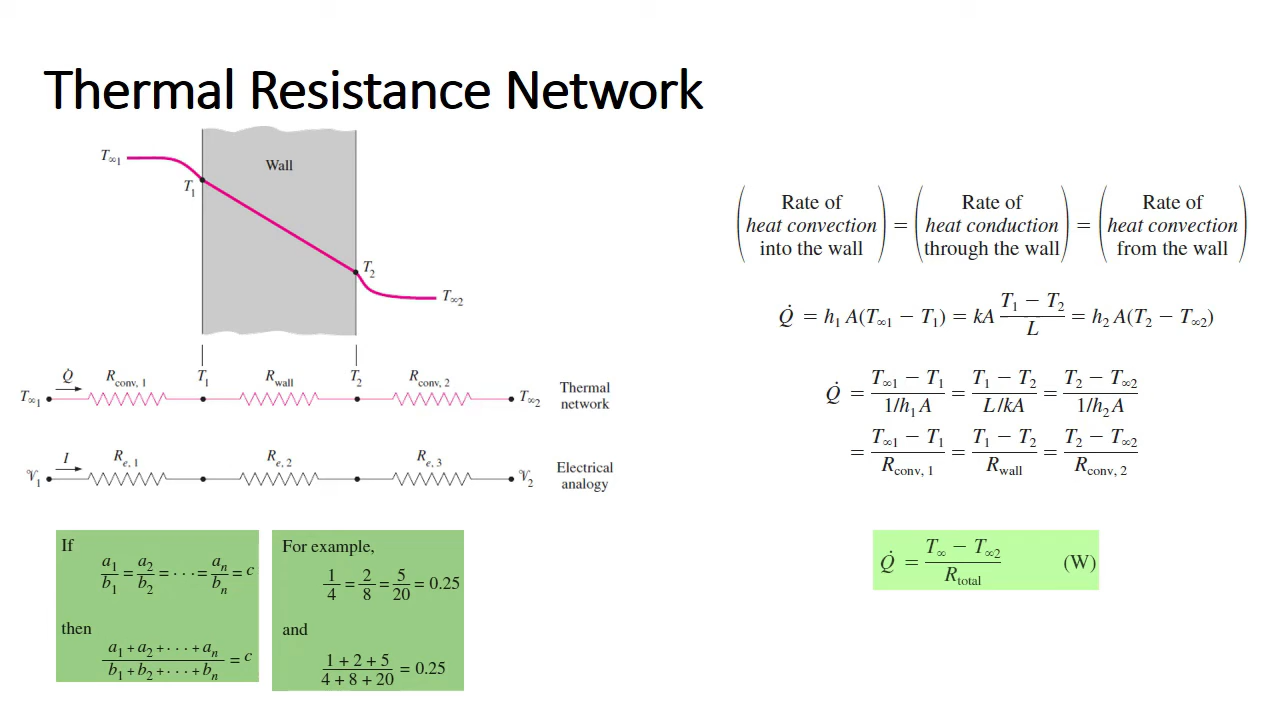 Thermal Resistance Network
T∞1
Wall
T1
T2
T∞2
Q̇ Rconv, 1 T1 Rwall T2 Rconv, 2
T∞1 T∞2
Thermal
network
I Re, 1 Re, 2 Re, 3
𝒱1 𝒱2
Electrical
analogy
If
a1/b1 = a2/b2 = · · · = an/bn = c
then
(a1 + a2 + · · · + an)/(b1 + b2 + · · · + bn) = c
For example,
1/4 = 2/8 = 5/20 = 0.25
and
(1 + 2 + 5)/(4 + 8 + 20) = 0.25
(Rate of heat convection into the wall) = (Rate of heat conduction through the wall) = (Rate of heat convection from the wall)
Q̇ = h1 A(T∞1 − T1) = kA (T1 − T2)/L = h2 A(T2 − T∞2)
Q̇ = (T∞1 − T1)/(1/h1 A) = (T1 − T2)/(L/kA) = (T2 − T∞2)/(1/h2 A)
= (T∞1 − T1)/Rconv, 1 = (T1 − T2)/Rwall = (T2 − T∞2)/Rconv, 2
Q̇ = (T∞ − T∞2)/Rtotal (W)